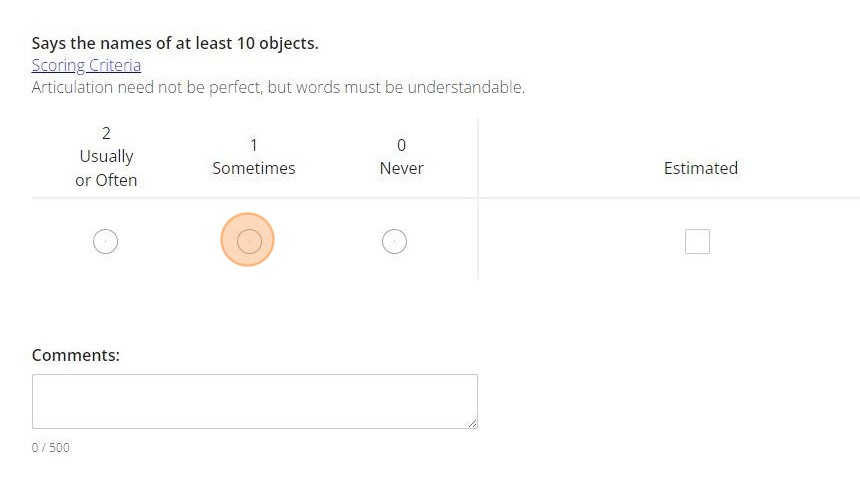 Says the names of at least 10 objects.
Scoring Criteria
Articulation need not be perfect, but words must be understandable.
2
Usually
or Often
1
Sometimes
0
Never
Estimated
Comments:
0 / 500